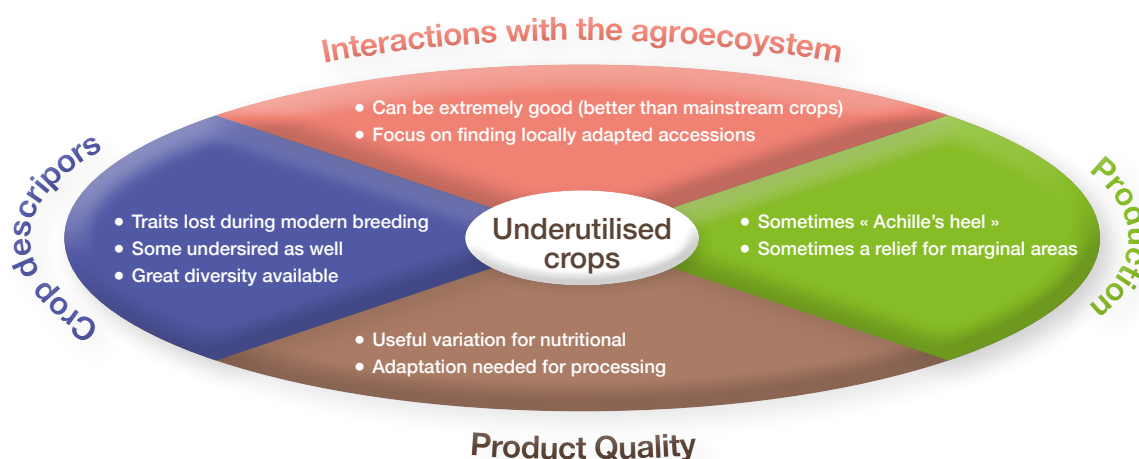 Interactions with the agroecoystem
• Can be extremely good (better than mainstream crops)
• Focus on finding locally adapted accessions
Crop descripors
• Traits lost during modern breeding
• Some undersired as well
• Great diversity available
Underutilised
crops
• Sometimes « Achille's heel »
• Sometimes a relief for marginal areas
Production
• Useful variation for nutritional
• Adaptation needed for processing
Product Quality